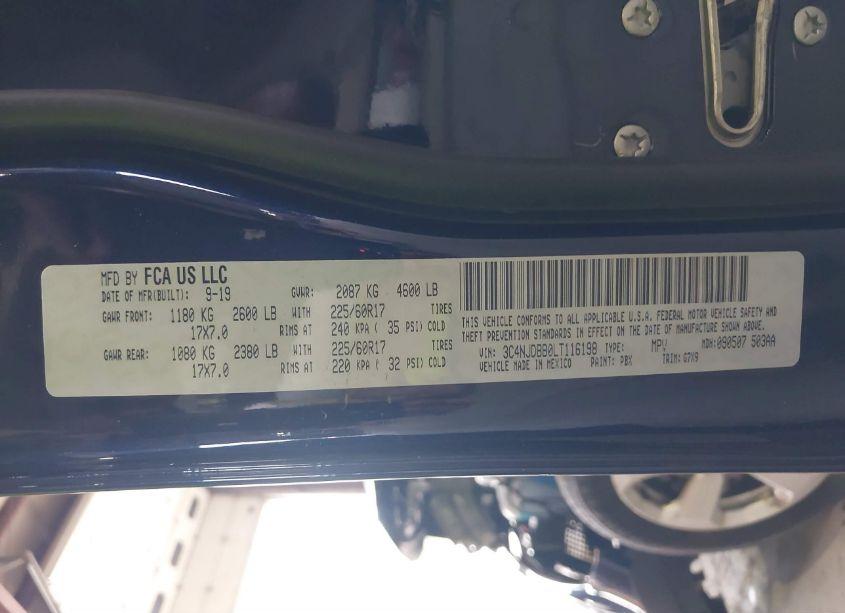 MFD BY FCA US LLC
DATE OF MFR(BUILT): 9-19 GVWR: 2087 KG 4600 LB
GAWR FRONT: 1180 KG 2600 LB WITH 225/60R17 TIRES
17X7.0 RIMS AT 240 KPA ( 35 PSI) COLD
GAWR REAR: 1080 KG 2380 LB WITH 225/60R17 TIRES
17X7.0 RIMS AT 220 KPA ( 32 PSI) COLD
THIS VEHICLE CONFORMS TO ALL APPLICABLE U.S.A. FEDERAL MOTOR VEHICLE SAFETY AND
THEFT PREVENTION STANDARDS IN EFFECT ON THE DATE OF MANUFACTURE SHOWN ABOVE.
VIN: 3C4NJDBB0LT116198 TYPE: MPV MDH: 090507 503AA
VEHICLE MADE IN MEXICO PAINT: PBX TRIM: G7X9